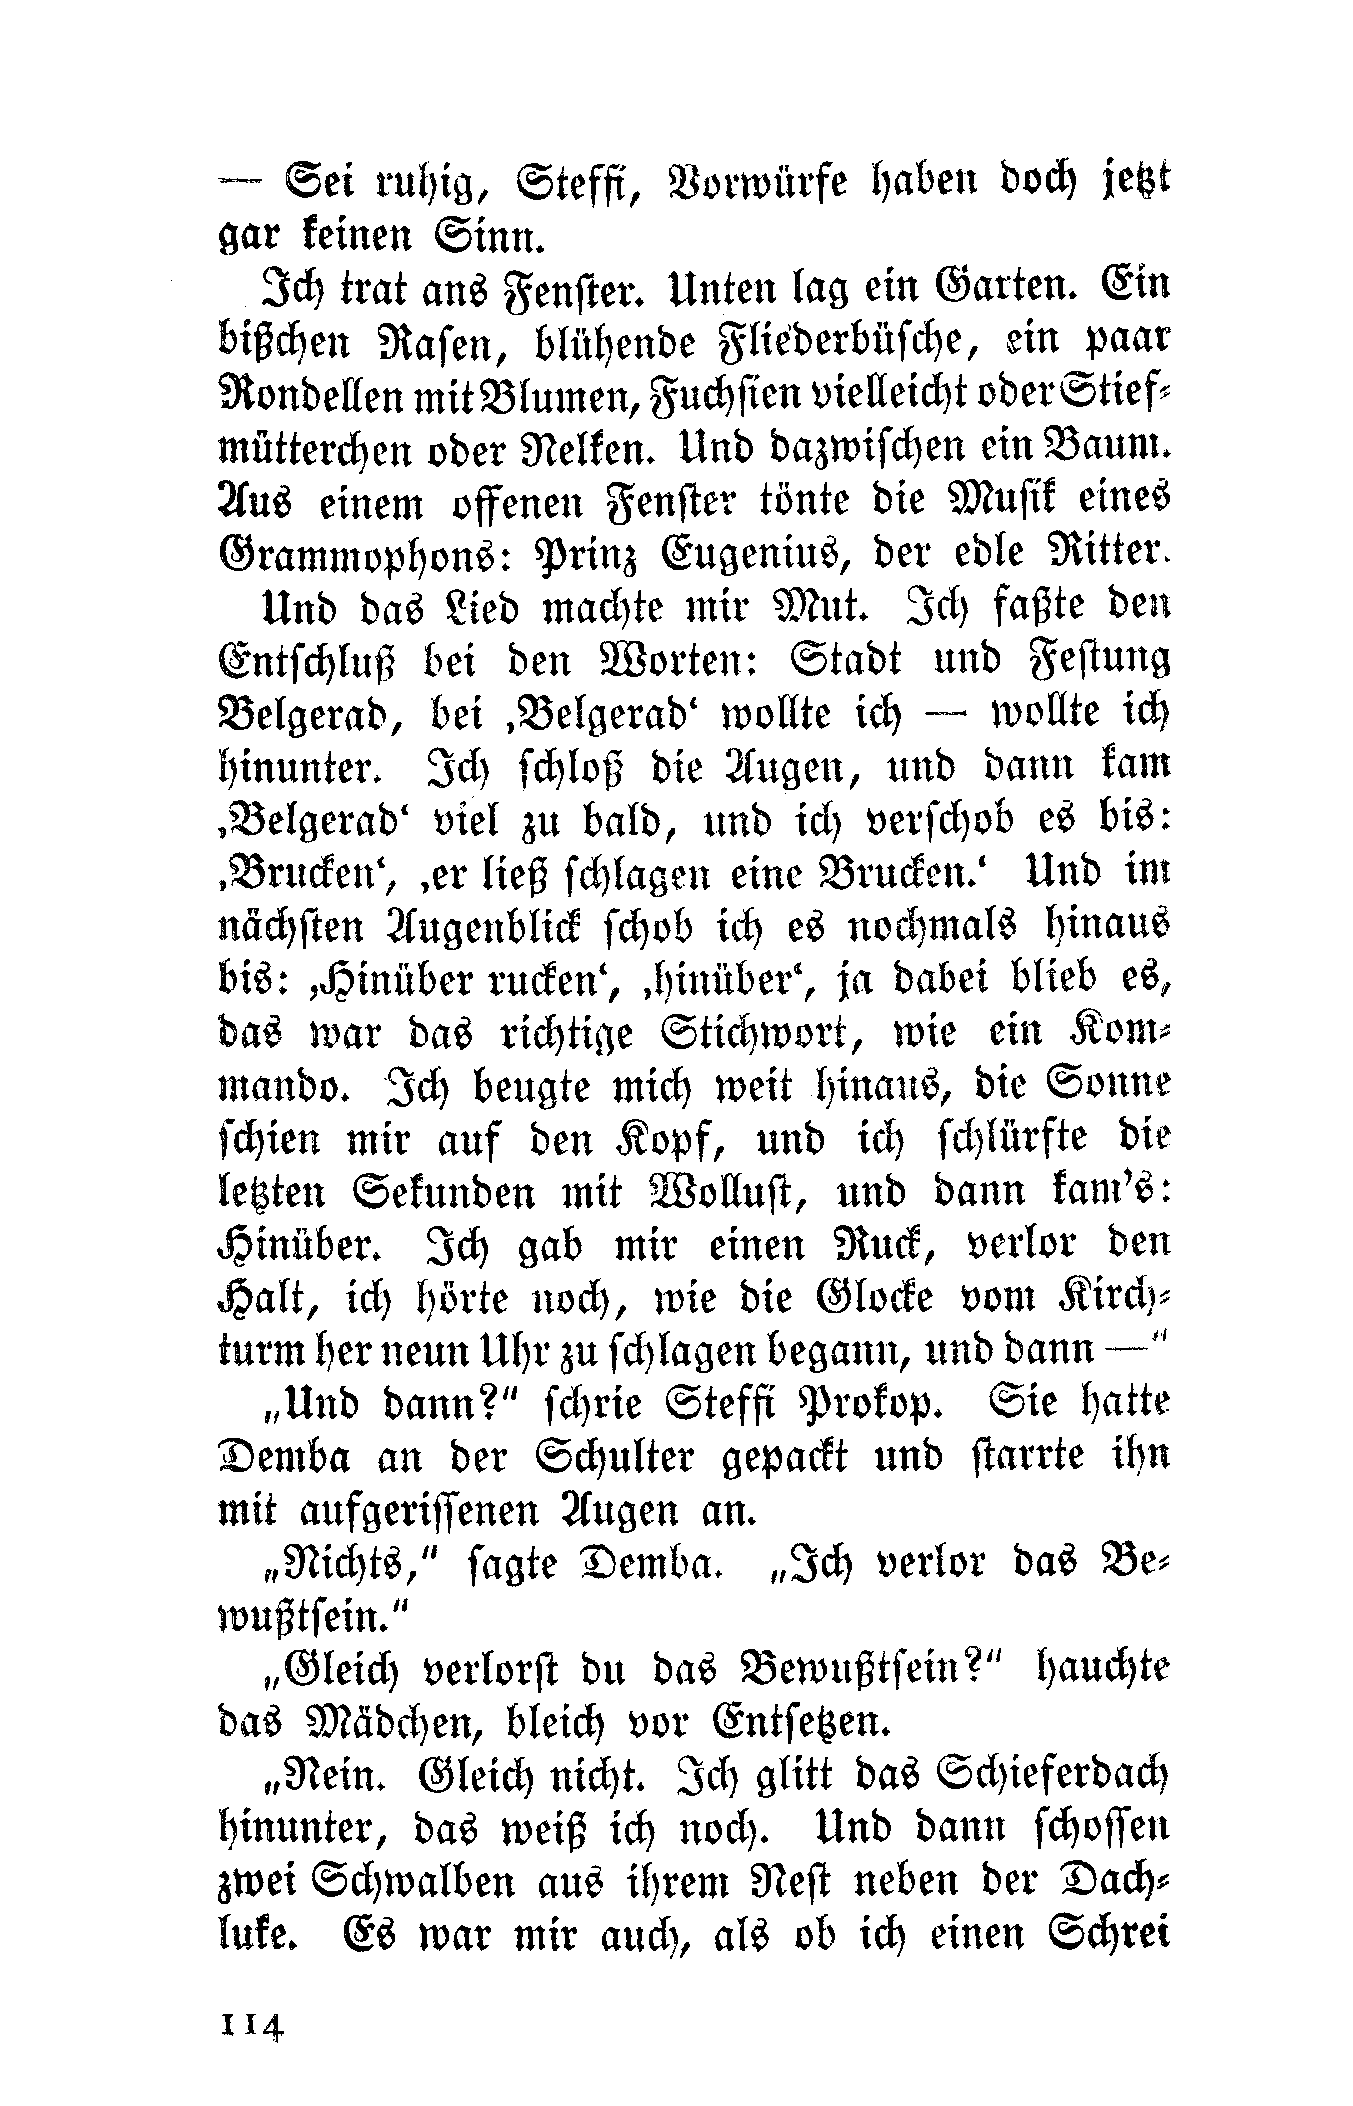 — Sei ruhig, Steffi, Vorwürfe haben doch jetzt
gar keinen Sinn.
Ich trat ans Fenster. Unten lag ein Garten. Ein
bißchen Rasen, blühende Fliederbüsche, ein paar
Rondellen mit Blumen, Fuchsien vielleicht oder Stief-
mütterchen oder Nelken. Und dazwischen ein Baum.
Aus einem offenen Fenster tönte die Musik eines
Grammophons: Prinz Eugenius, der edle Ritter.
Und das Lied machte mir Mut. Ich faßte den
Entschluß bei den Worten: Stadt und Festung
Belgerad, bei ‚Belgerad‘ wollte ich — wollte ich
hinunter. Ich schloß die Augen, und dann kam
‚Belgerad‘ viel zu bald, und ich verschob es bis:
‚Brucken‘, ‚er ließ schlagen eine Brucken.‘ Und im
nächsten Augenblick schob ich es nochmals hinaus
bis: ‚Hinüber rucken‘, ‚hinüber‘, ja dabei blieb es,
das war das richtige Stichwort, wie ein Kom-
mando. Ich beugte mich weit hinaus, die Sonne
schien mir auf den Kopf, und ich schlürfte die
letzten Sekunden mit Wollust, und dann kam’s:
Hinüber. Ich gab mir einen Ruck, verlor den
Halt, ich hörte noch, wie die Glocke vom Kirch-
turm her neun Uhr zu schlagen begann, und dann —“
„Und dann?“ schrie Steffi Prokop. Sie hatte
Demba an der Schulter gepackt und starrte ihn
mit aufgerissenen Augen an.
„Nichts,“ sagte Demba. „Ich verlor das Be-
wußtsein.“
„Gleich verlorst du das Bewußtsein?“ hauchte
das Mädchen, bleich vor Entsetzen.
„Nein. Gleich nicht. Ich glitt das Schieferdach
hinunter, das weiß ich noch. Und dann schossen
zwei Schwalben aus ihrem Nest neben der Dach-
luke. Es war mir auch, als ob ich einen Schrei
114